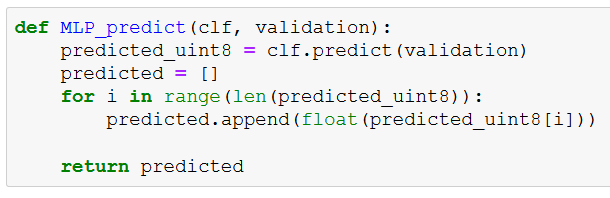 def MLP_predict(clf, validation):
    predicted_uint8 = clf.predict(validation)
    predicted = []
    for i in range(len(predicted_uint8)):
        predicted.append(float(predicted_uint8[i]))
    return predicted